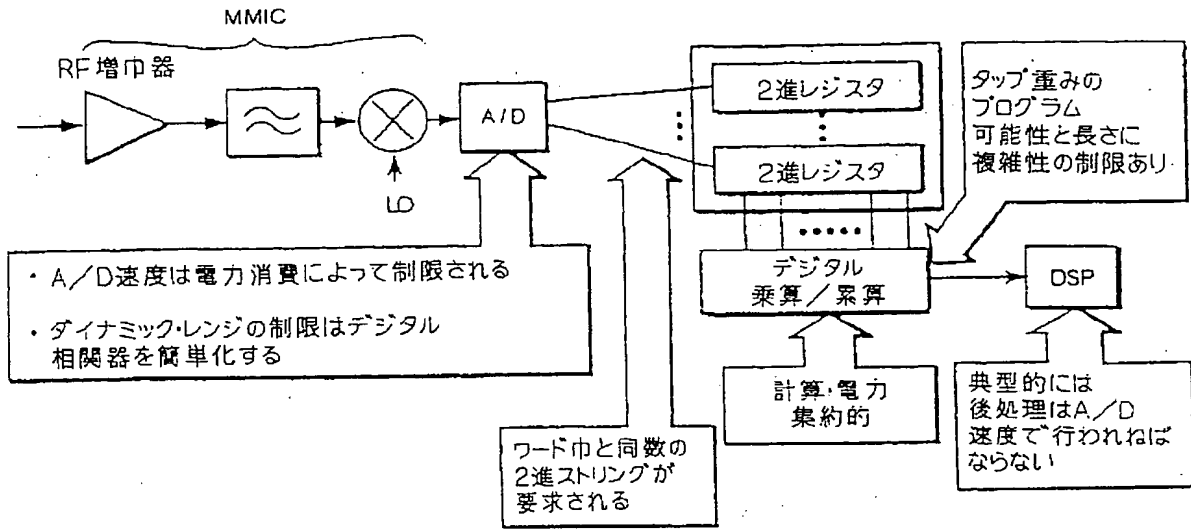 MMIC
RF増巾器
A/D
LO
2進レジスタ
2進レジスタ
タップ重みの
プログラム
可能性と長さに
複雑性の制限あり
・A/D速度は電力消費によって制限される
・ダイナミック・レンジの制限はデジタル
相関器を簡単化する
デジタル
乗算/累算
DSP
計算・電力
集約的
ワード巾と同数の
2進ストリングが
要求される
典型的には
後処理はA/D
速度で行われねば
ならない